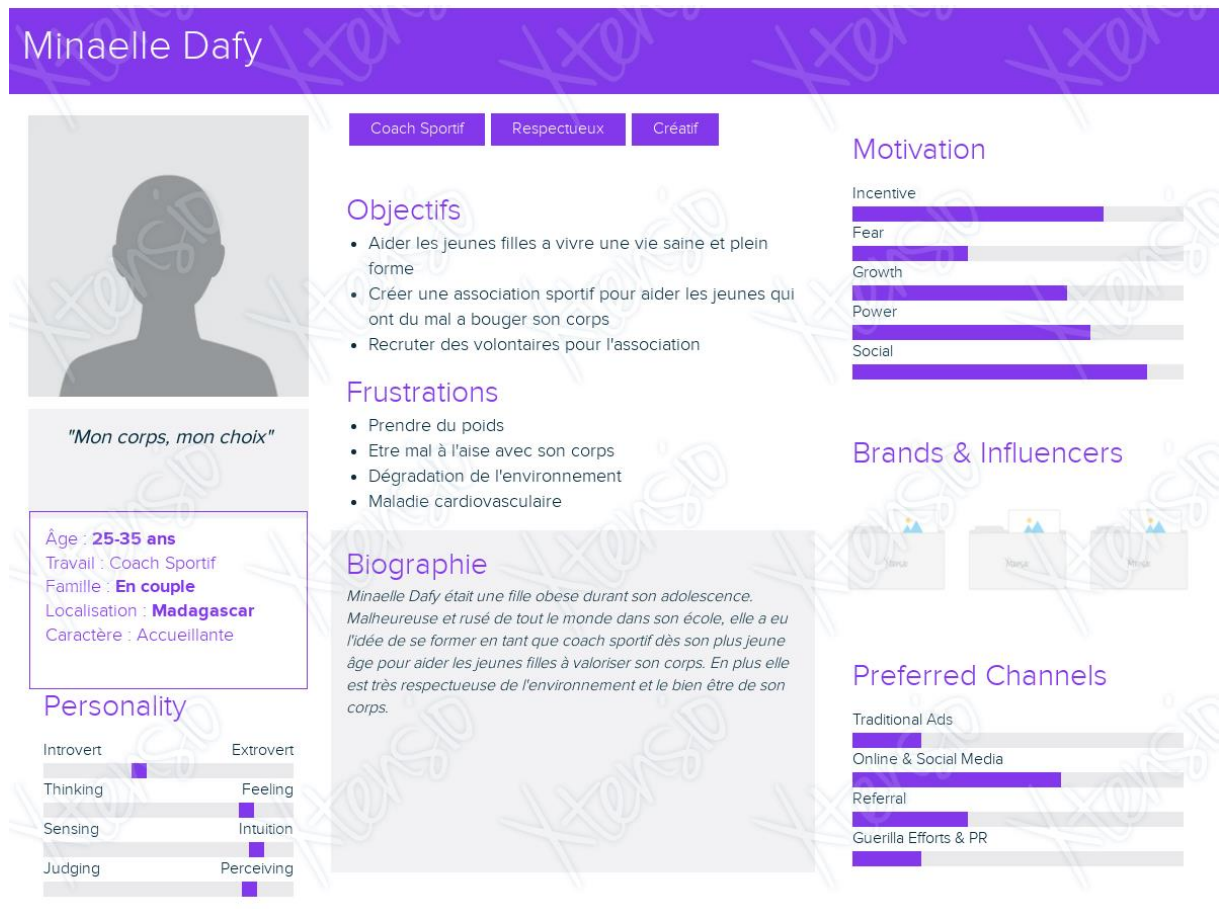 Minaelle Dafy
Coach Sportif
Respectueux
Créatif
"Mon corps, mon choix"
Âge : 25-35 ans
Travail : Coach Sportif
Famille : En couple
Localisation : Madagascar
Caractère : Accueillante
Personality
Introvert Extrovert
Thinking Feeling
Sensing Intuition
Judging Perceiving
Objectifs
• Aider les jeunes filles a vivre une vie saine et plein
forme
• Créer une association sportif pour aider les jeunes qui
ont du mal a bouger son corps
• Recruter des volontaires pour l'association
Frustrations
• Prendre du poids
• Etre mal à l'aise avec son corps
• Dégradation de l'environnement
• Maladie cardiovasculaire
Biographie
Minaelle Dafy était une fille obese durant son adolescence.
Malheureuse et rusé de tout le monde dans son école, elle a eu
l'idée de se former en tant que coach sportif dès son plus jeune
âge pour aider les jeunes filles à valoriser son corps. En plus elle
est très respectueuse de l'environnement et le bien être de son
corps.
Motivation
Incentive
Fear
Growth
Power
Social
Brands & Influencers
Preferred Channels
Traditional Ads
Online & Social Media
Referral
Guerilla Efforts & PR
Xtensio